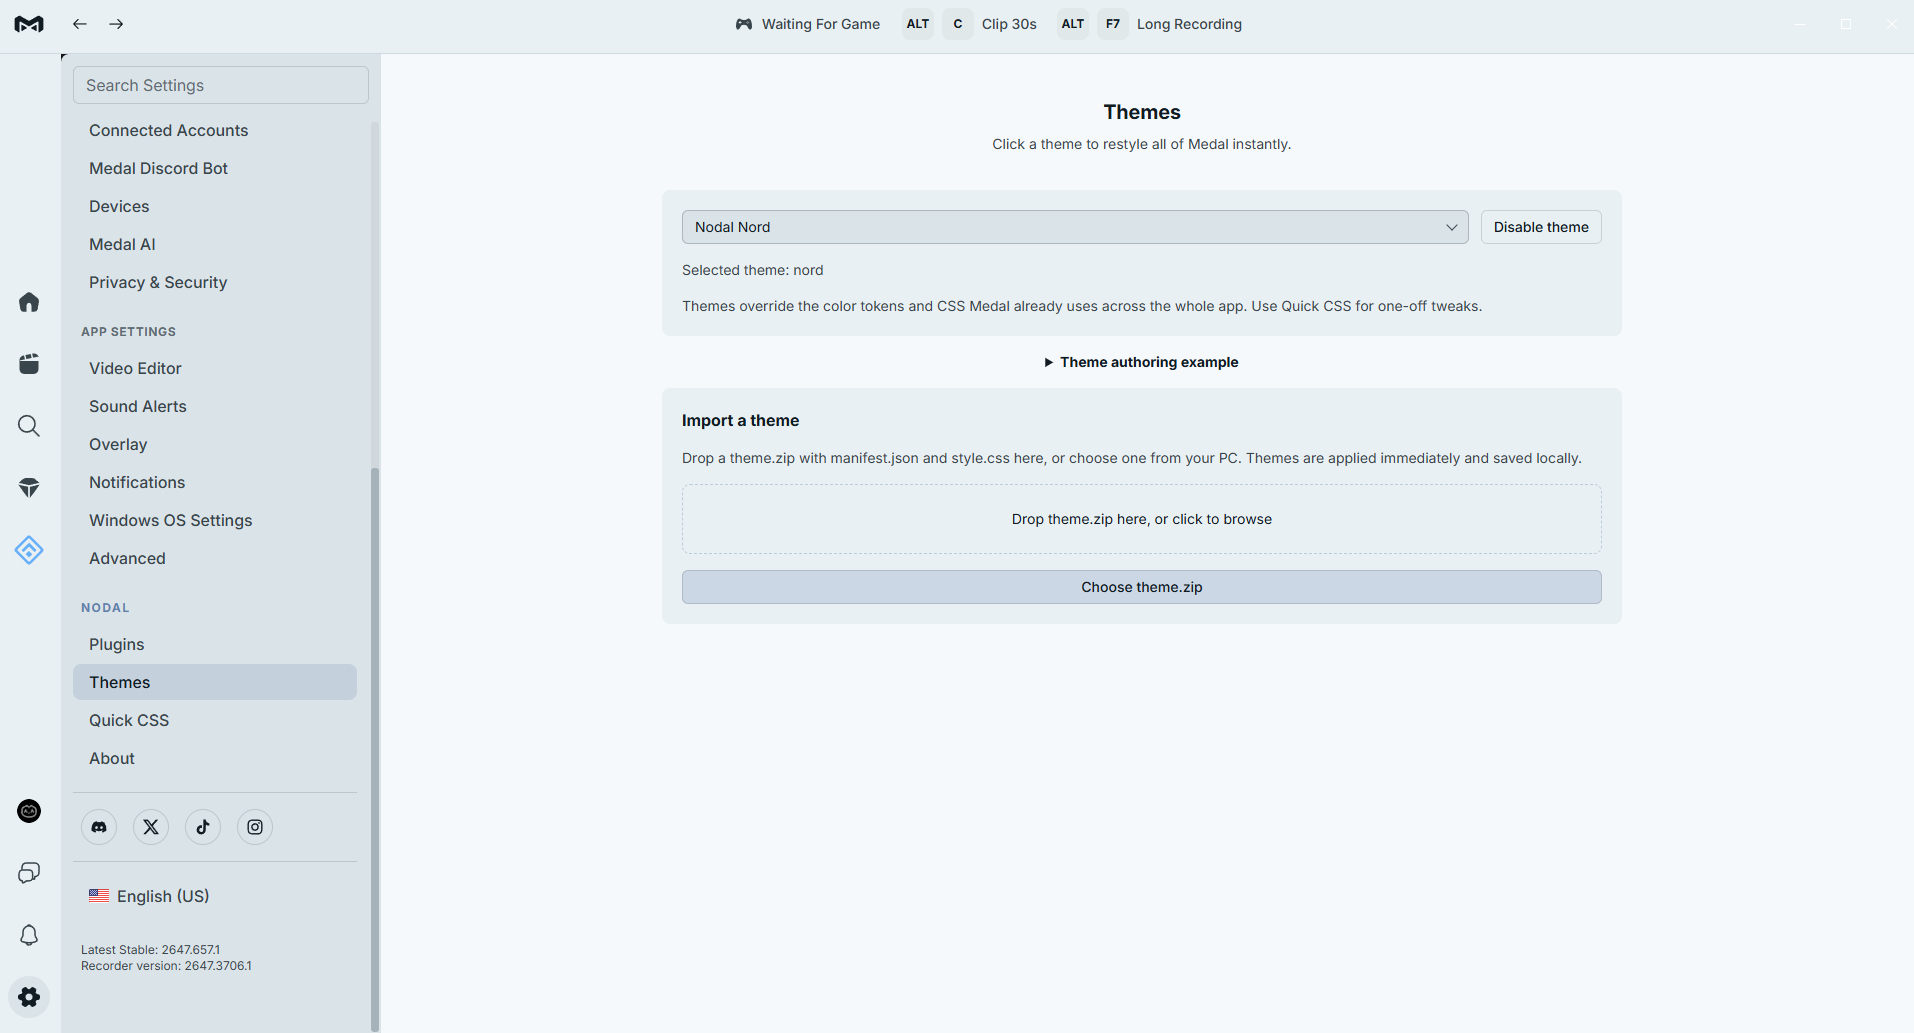 Waiting For Game
ALT C Clip 30s
ALT F7 Long Recording
Search Settings
Connected Accounts
Medal Discord Bot
Devices
Medal AI
Privacy & Security
APP SETTINGS
Video Editor
Sound Alerts
Overlay
Notifications
Windows OS Settings
Advanced
NODAL
Plugins
Themes
Quick CSS
About
English (US)
Latest Stable: 2647.657.1
Recorder version: 2647.3706.1
Themes
Click a theme to restyle all of Medal instantly.
Nodal Nord
Disable theme
Selected theme: nord
Themes override the color tokens and CSS Medal already uses across the whole app. Use Quick CSS for one-off tweaks.
Theme authoring example
Import a theme
Drop a theme.zip with manifest.json and style.css here, or choose one from your PC. Themes are applied immediately and saved locally.
Drop theme.zip here, or click to browse
Choose theme.zip